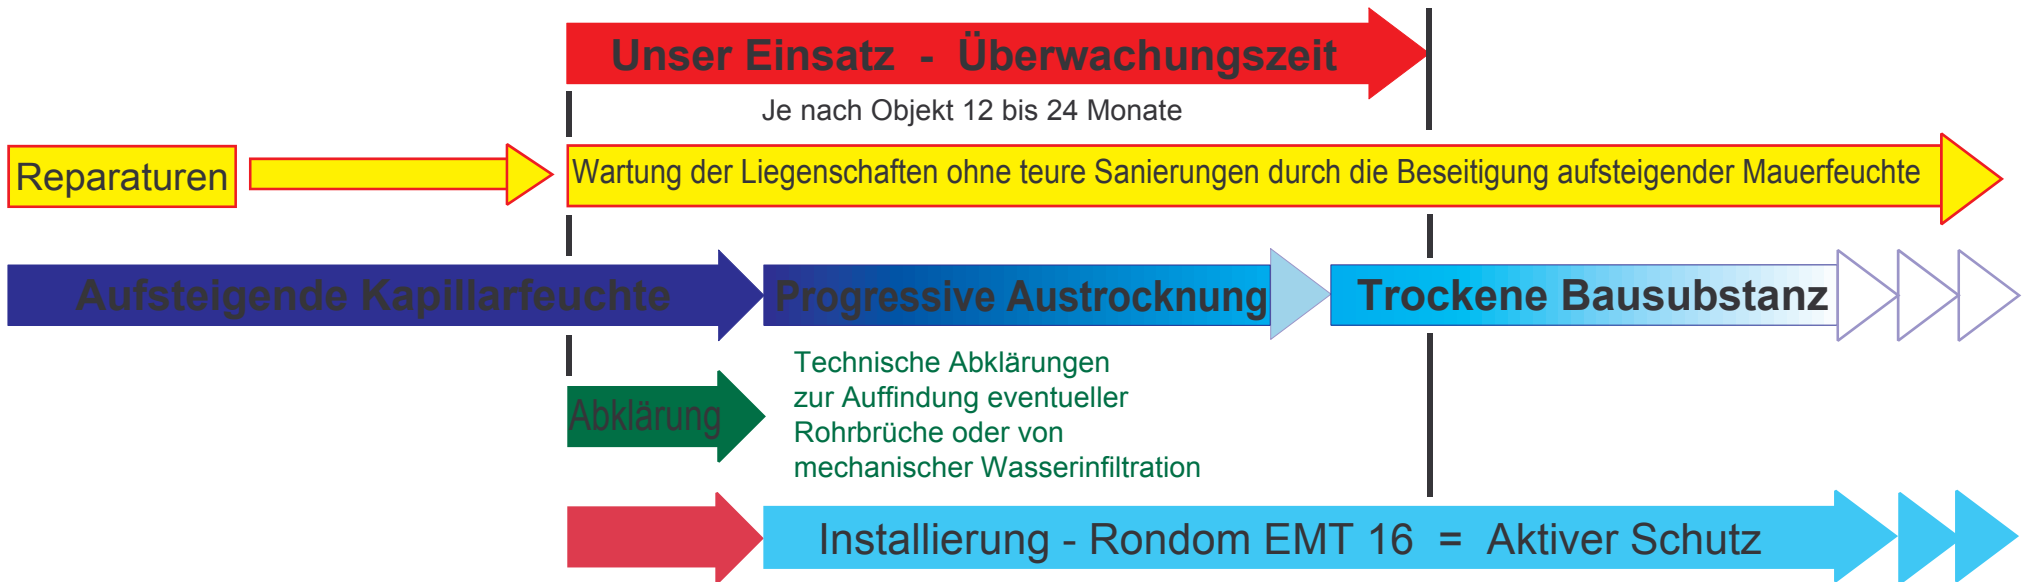 Unser Einsatz - Überwachungszeit
Je nach Objekt 12 bis 24 Monate
Reparaturen
Wartung der Liegenschaften ohne teure Sanierungen durch die Beseitigung aufsteigender Mauerfeuchte
Aufsteigende Kapillarfeuchte
Progressive Austrocknung
Trockene Bausubstanz
Abklärung
Technische Abklärungen
zur Auffindung eventueller
Rohrbrüche oder von
mechanischer Wasserinfiltration
Installierung - Rondom EMT 16 = Aktiver Schutz